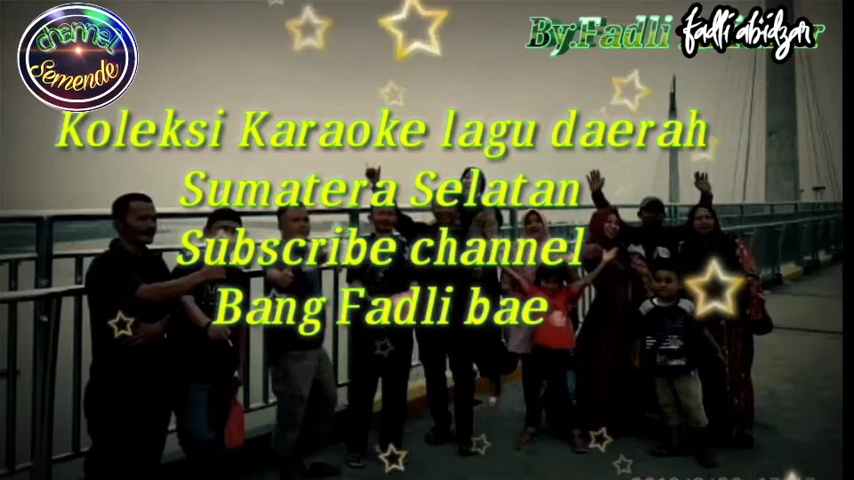 channel
Semende
By.Fadli
fadli abidzar
Koleksi Karaoke lagu daerah
Sumatera Selatan
Subscribe channel
Bang Fadli bae